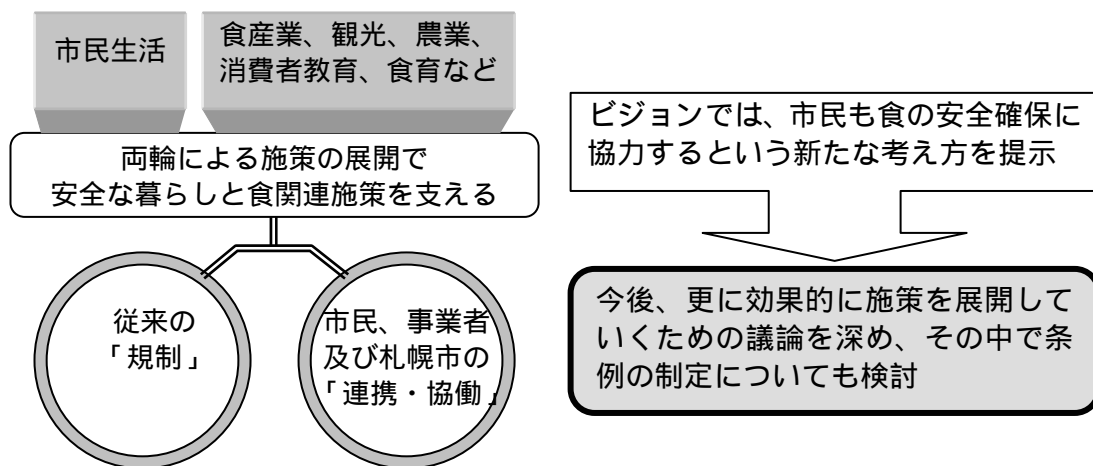 市民生活
食産業、観光、農業、
消費者教育、食育など
両輪による施策の展開で
安全な暮らしと食関連施策を支える
従来の
「規制」
市民、事業者
及び札幌市の
「連携・協働」
ビジョンでは、市民も食の安全確保に
協力するという新たな考え方を提示
今後、更に効果的に施策を展開して
いくための議論を深め、その中で条
例の制定についても検討